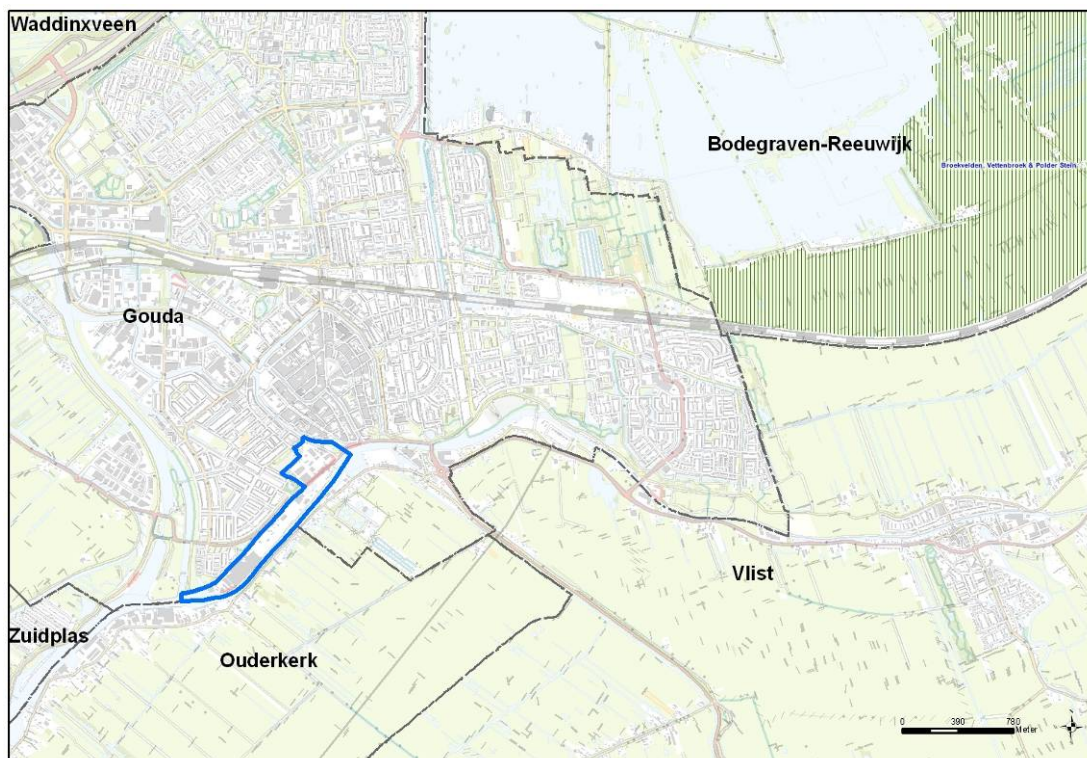 Waddinxveen
Bodegraven-Reeuwijk
Broekvelden, Vettenbroek & Polder Stein
Gouda
Vlist
Zuidplas
Ouderkerk
0 390 780
Meter